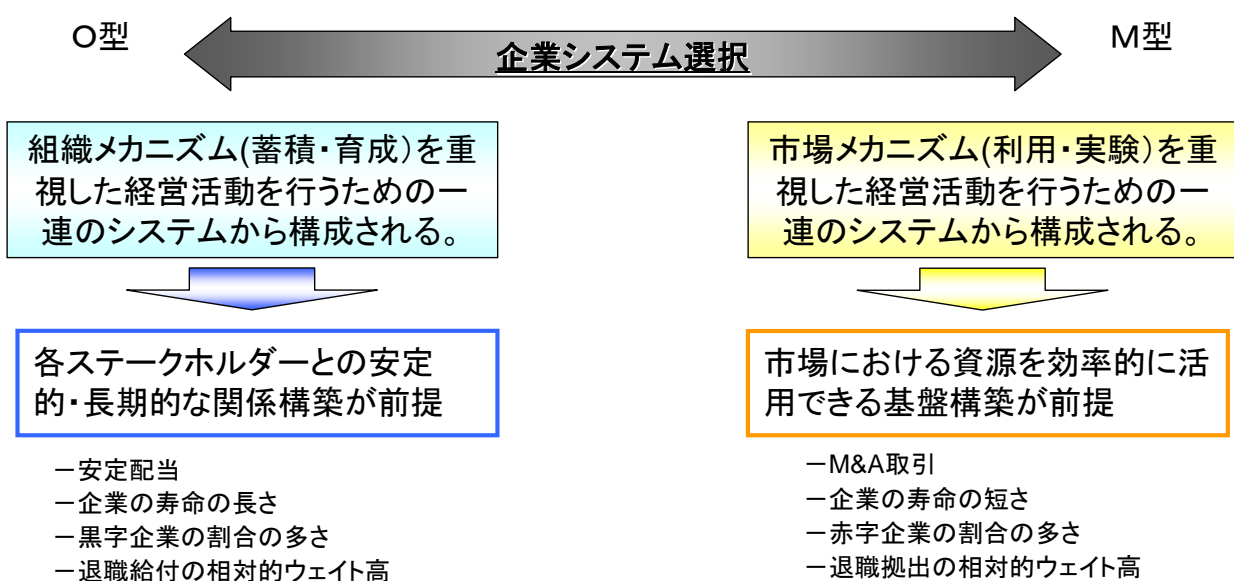 O型
企業システム選択
M型
組織メカニズム(蓄積・育成)を重
視した経営活動を行うための一
連のシステムから構成される。
市場メカニズム(利用・実験)を重
視した経営活動を行うための一
連のシステムから構成される。
各ステークホルダーとの安定
的・長期的な関係構築が前提
市場における資源を効率的に活
用できる基盤構築が前提
－安定配当
－企業の寿命の長さ
－黒字企業の割合の多さ
－退職給付の相対的ウェイト高
－M&A取引
－企業の寿命の短さ
－赤字企業の割合の多さ
－退職拠出の相対的ウェイト高